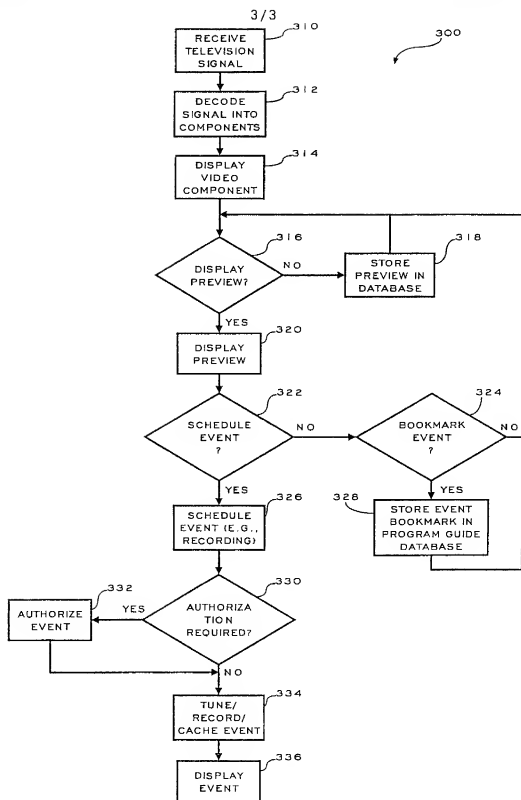 3/3
310
RECEIVE
TELEVISION
SIGNAL
300
312
DECODE
SIGNAL INTO
COMPONENTS
314
DISPLAY
VIDEO
COMPONENT
316
DISPLAY
PREVIEW?
NO
318
STORE
PREVIEW IN
DATABASE
YES
320
DISPLAY
PREVIEW
322
SCHEDULE
EVENT
?
NO
324
BOOKMARK
EVENT
?
NO
YES
326
SCHEDULE
EVENT (E.G.,
RECORDING)
YES
328
STORE EVENT
BOOKMARK IN
PROGRAM GUIDE
DATABASE
330
AUTHORIZA
TION
REQUIRED?
YES
332
AUTHORIZE
EVENT
NO
334
TUNE/
RECORD/
CACHE EVENT
336
DISPLAY
EVENT